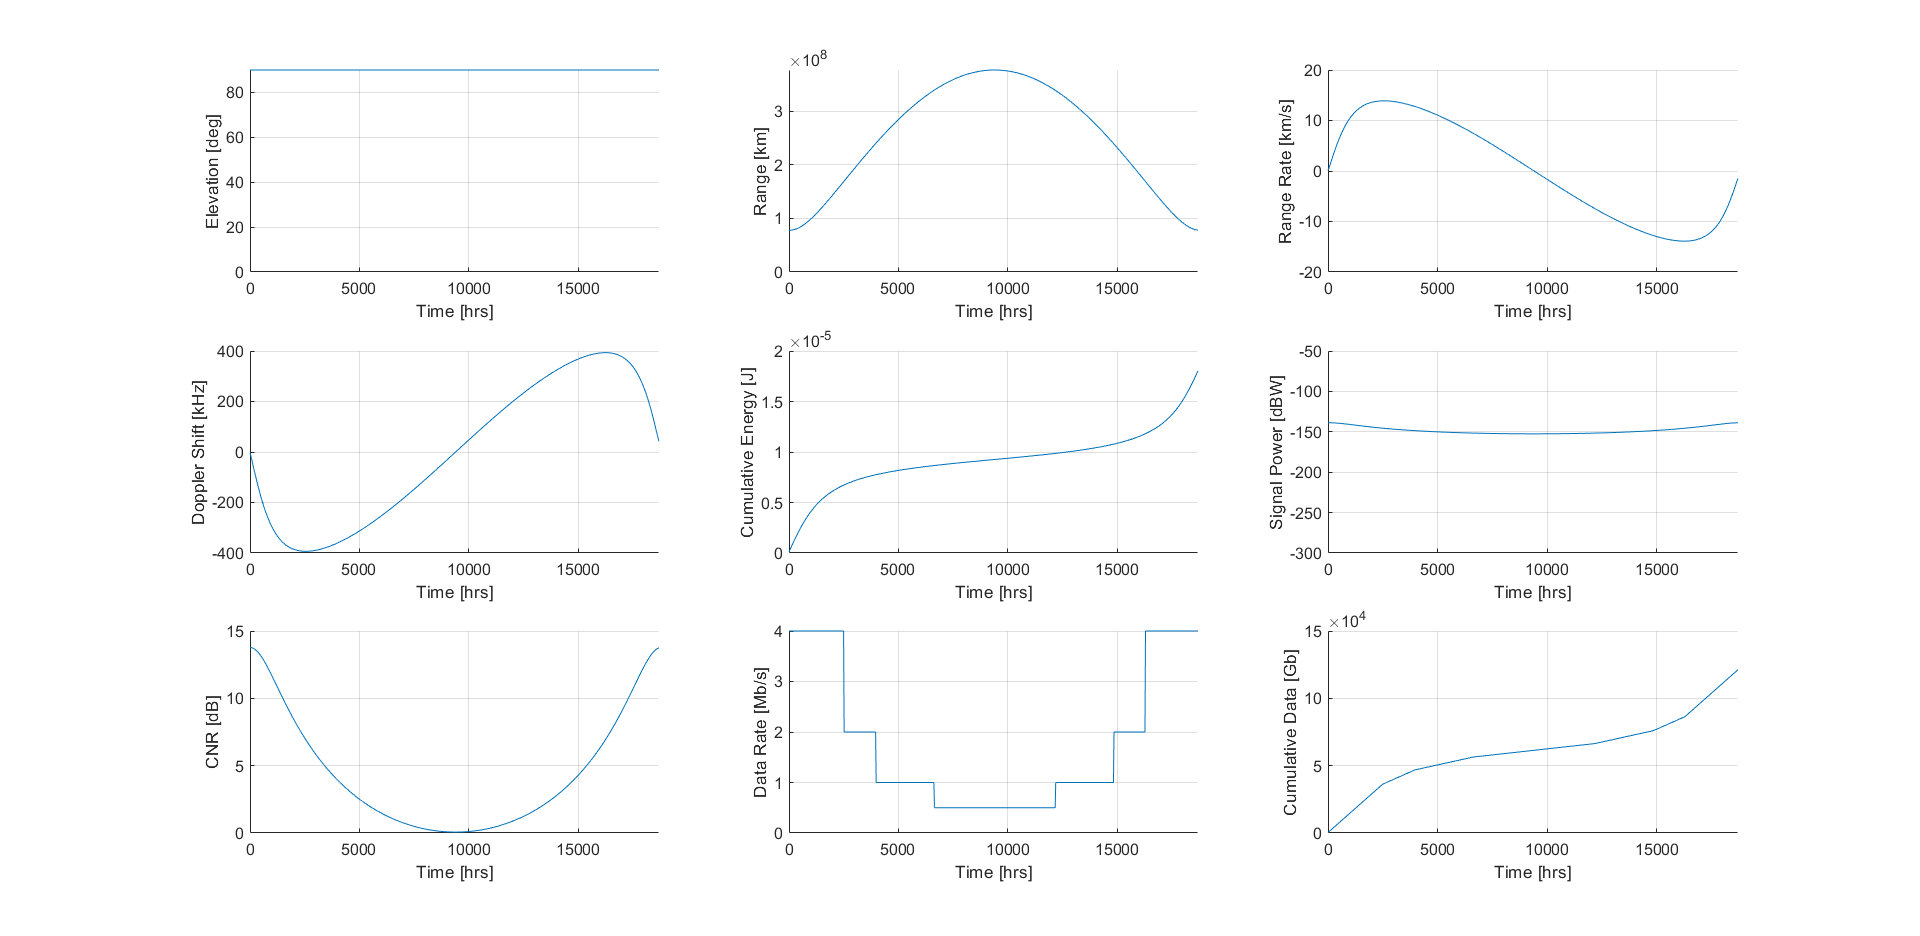 Elevation [deg]
80
60
40
20
0
0 5000 10000 15000
Time [hrs]
×10^8
Range [km]
3
2
1
0
0 5000 10000 15000
Time [hrs]
Range Rate [km/s]
20
10
0
-10
-20
0 5000 10000 15000
Time [hrs]
Doppler Shift [kHz]
400
200
0
-200
-400
0 5000 10000 15000
Time [hrs]
×10^-5
Cumulative Energy [J]
2
1.5
1
0.5
0
0 5000 10000 15000
Time [hrs]
Signal Power [dBW]
-50
-100
-150
-200
-250
-300
0 5000 10000 15000
Time [hrs]
CNR [dB]
15
10
5
0
0 5000 10000 15000
Time [hrs]
Data Rate [Mb/s]
4
3
2
1
0
0 5000 10000 15000
Time [hrs]
×10^4
Cumulative Data [Gb]
15
10
5
0
0 5000 10000 15000
Time [hrs]